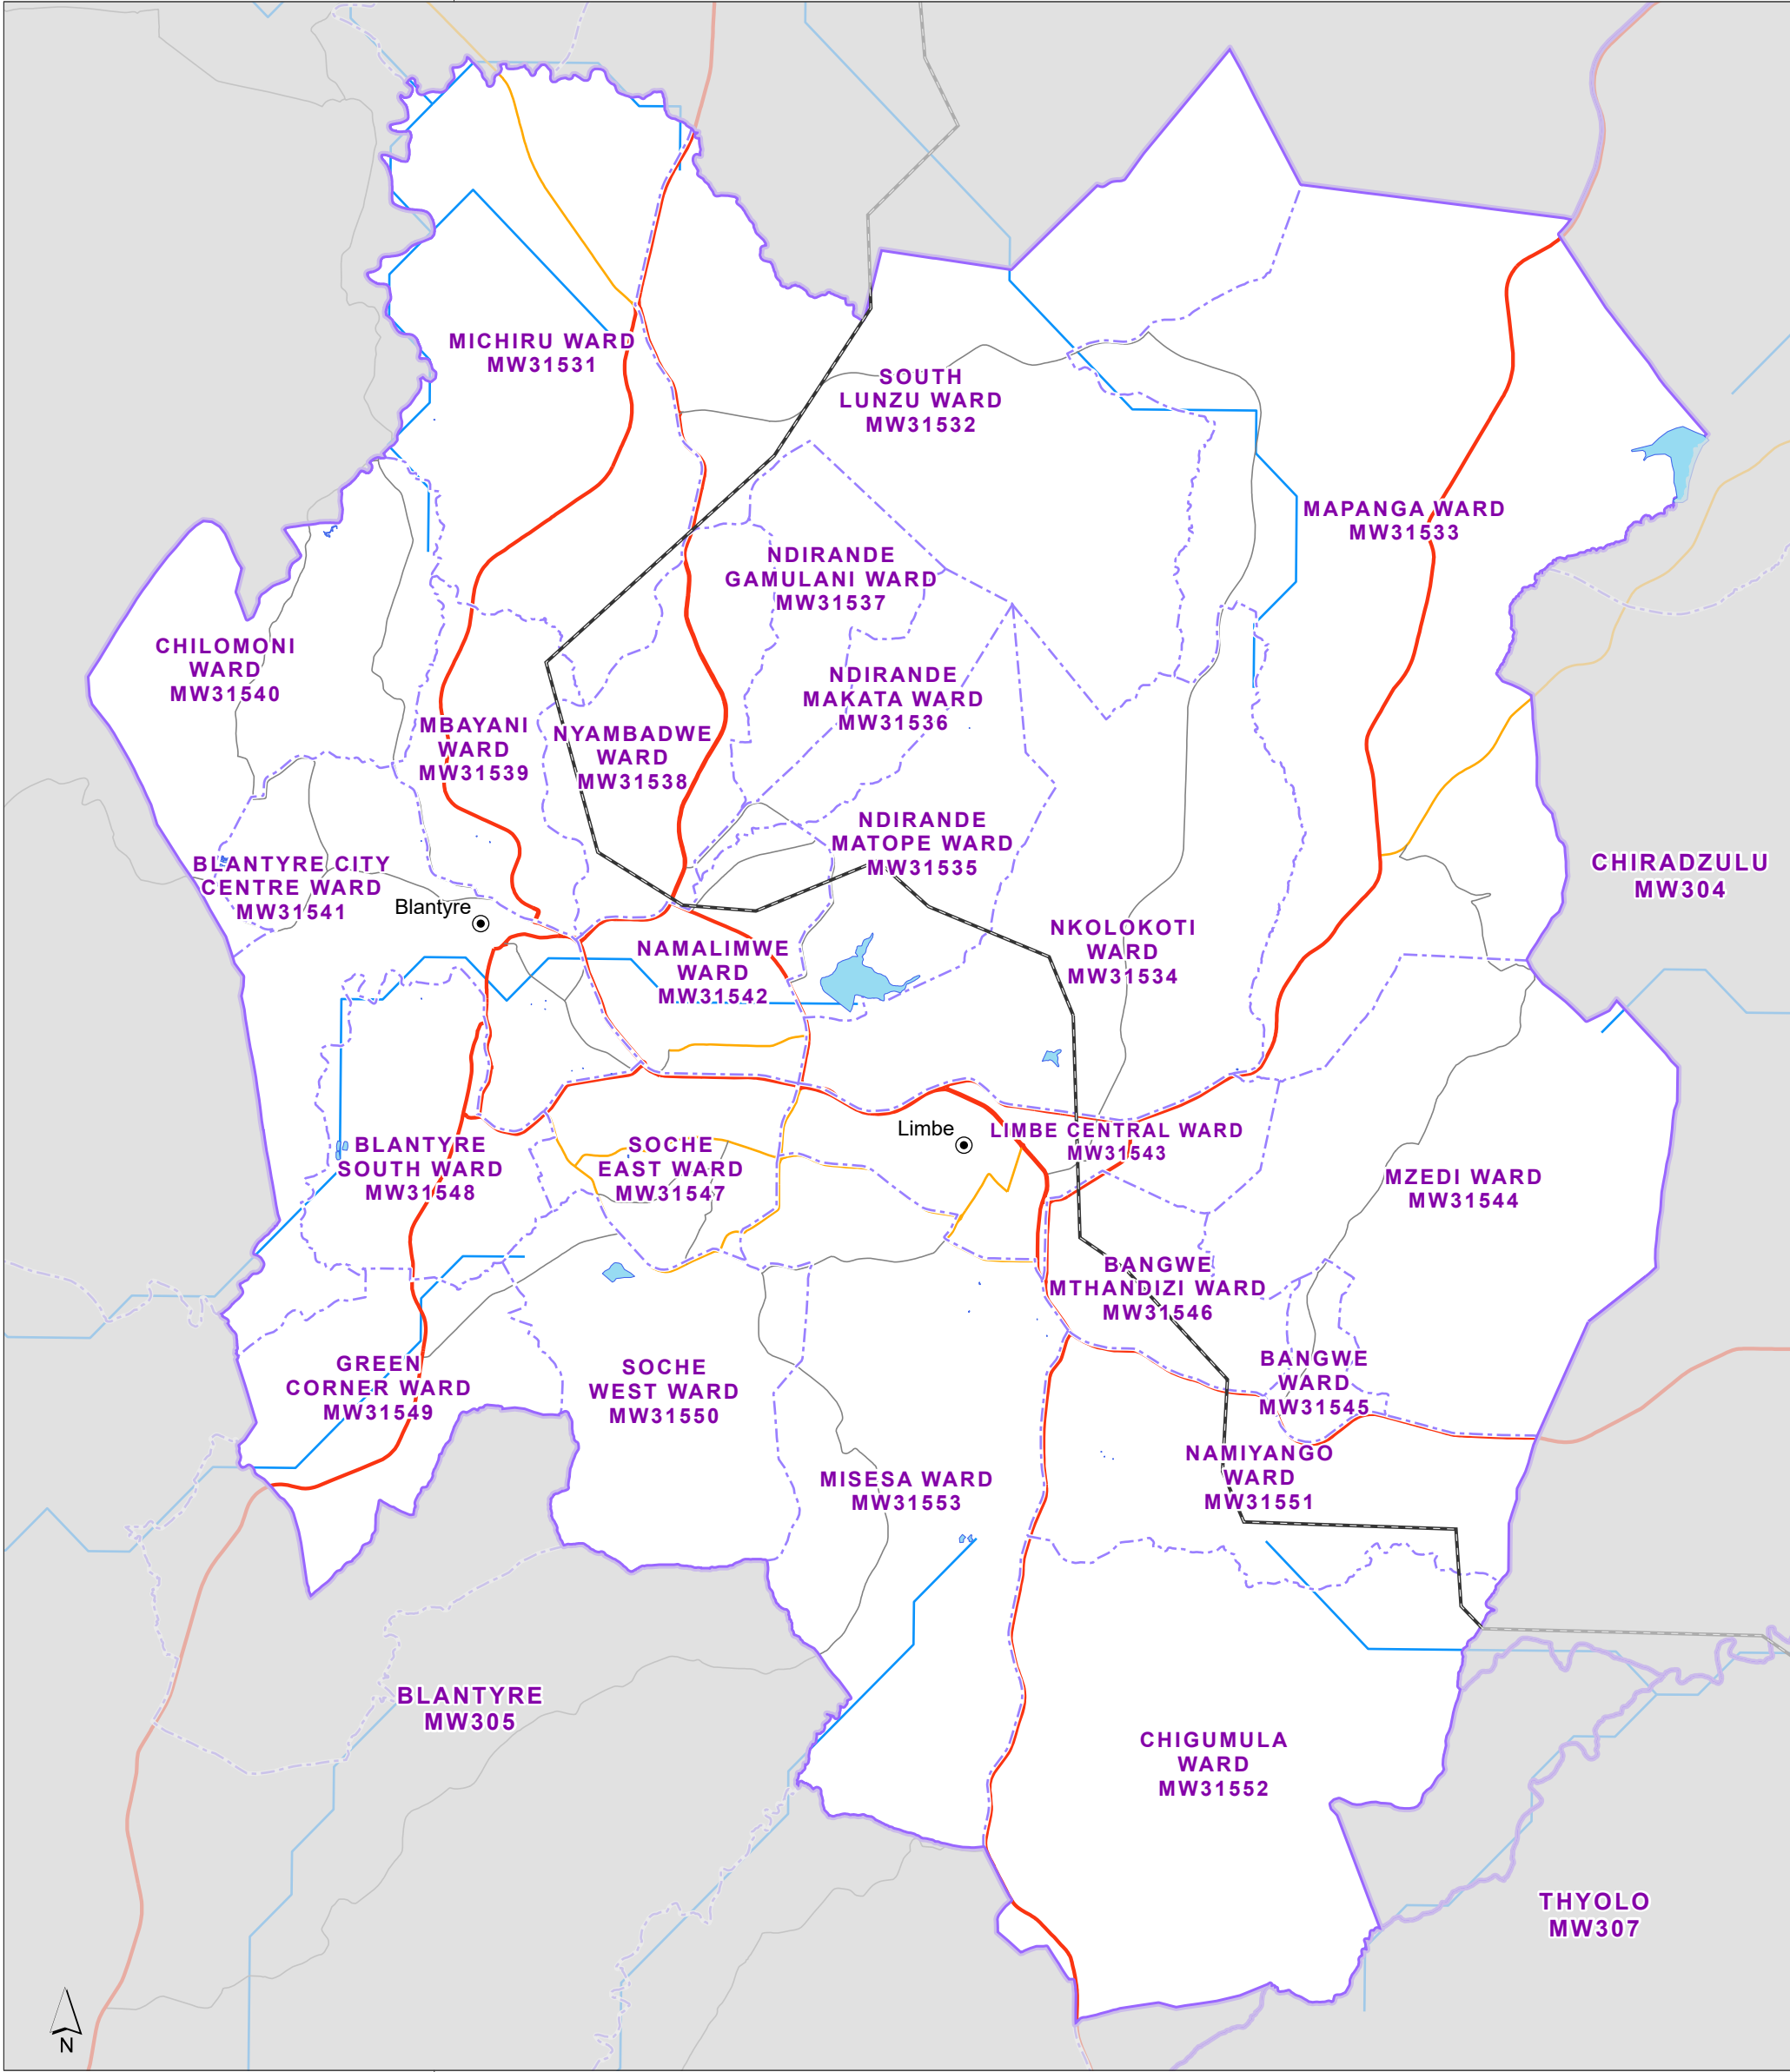 MICHIRU WARD
MW31531
SOUTH
LUNZU WARD
MW31532
MAPANGA WARD
MW31533
NDIRANDE
GAMULANI WARD
MW31537
CHILOMONI
WARD
MW31540
NDIRANDE
MAKATA WARD
MW31536
MBAYANI
WARD
MW31539
NYAMBADWE
WARD
MW31538
NDIRANDE
MATOPE WARD
MW31535
BLANTYRE CITY
CENTRE WARD
MW31541
CHIRADZULU
MW304
Blantyre
NKOLOKOTI
WARD
MW31534
NAMALIMWE
WARD
MW31542
Limbe
LIMBE CENTRAL WARD
MW31543
BLANTYRE
SOUTH WARD
MW31548
SOCHE
EAST WARD
MW31547
MZEDI WARD
MW31544
BANGWE
MTHANDIZI WARD
MW31546
GREEN
CORNER WARD
MW31549
SOCHE
WEST WARD
MW31550
BANGWE
WARD
MW31545
MISESA WARD
MW31553
NAMIYANGO
WARD
MW31551
BLANTYRE
MW305
CHIGUMULA
WARD
MW31552
THYOLO
MW307
N